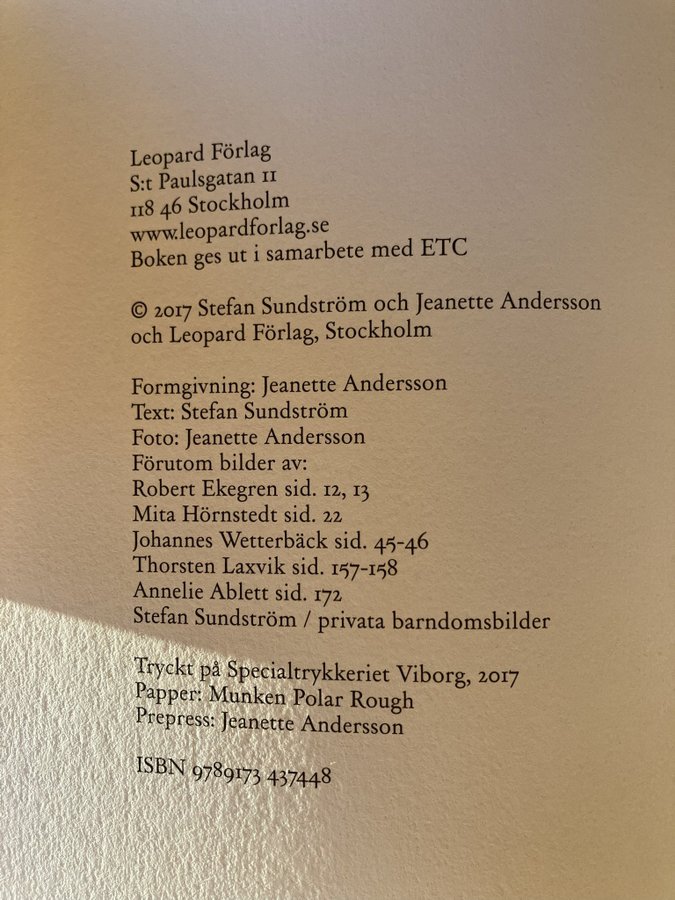 Leopard Förlag
S:t Paulsgatan 11
118 46 Stockholm
www.leopardforlag.se
Boken ges ut i samarbete med ETC
© 2017 Stefan Sundström och Jeanette Andersson
och Leopard Förlag, Stockholm
Formgivning: Jeanette Andersson
Text: Stefan Sundström
Foto: Jeanette Andersson
Förutom bilder av:
Robert Ekegren sid. 12, 13
Mita Hörnstedt sid. 22
Johannes Wetterbäck sid. 45-46
Thorsten Laxvik sid. 157-158
Annelie Ablett sid. 172
Stefan Sundström / privata barndomsbilder
Tryckt på Specialtrykkeriet Viborg, 2017
Papper: Munken Polar Rough
Prepress: Jeanette Andersson
ISBN 9789173 437448